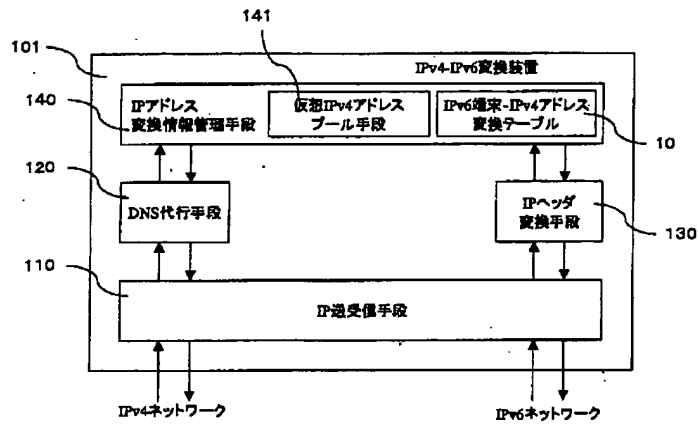 141
101
IPv4-IPv6変換装置
140
IPアドレス
変換情報管理手段
仮想IPv4アドレス
プール手段
IPv6端末-IPv4アドレス
変換テーブル
10
120
DNS代行手段
IPヘッダ
変換手段
130
110
IP送受信手段
IPv4ネットワーク
IPv6ネットワーク